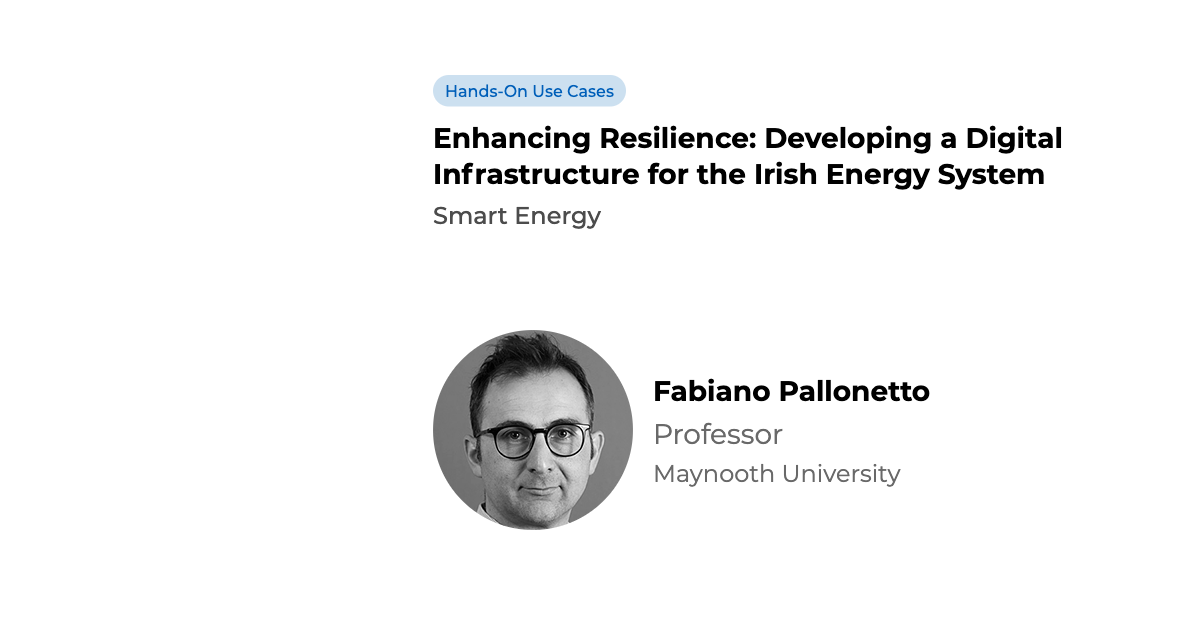 Hands-On Use Cases
Enhancing Resilience: Developing a Digital
Infrastructure for the Irish Energy System
Smart Energy
Fabiano Pallonetto
Professor
Maynooth University